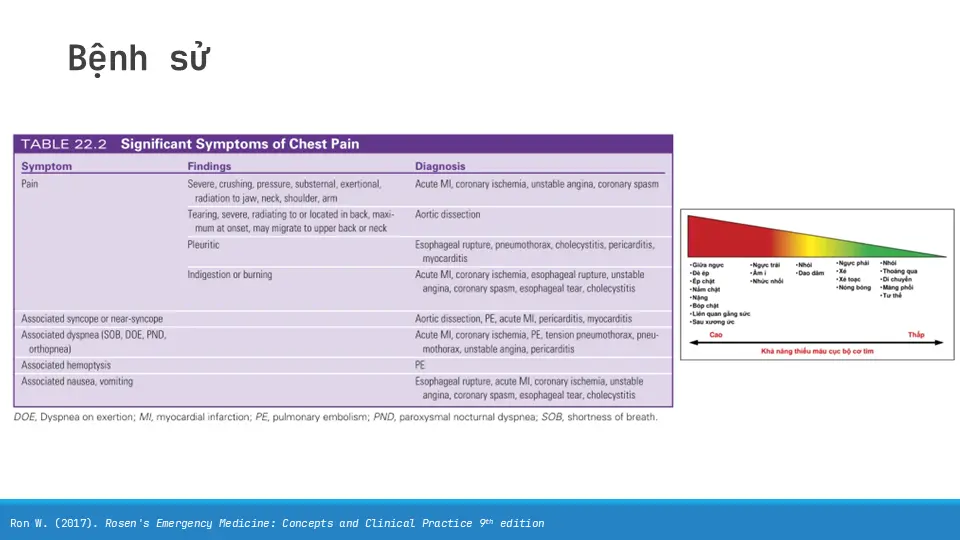 Bệnh sử
TABLE 22.2 Significant Symptoms of Chest Pain
Symptom Findings Diagnosis
Pain Severe, crushing, pressure, substernal, exertional, Acute MI, coronary ischemia, unstable angina, coronary spasm
radiation to jaw, neck, shoulder, arm
Tearing, severe, radiating to or located in back, maxi- Aortic dissection
mum at onset, may migrate to upper back or neck
Pleuritic Esophageal rupture, pneumothorax, cholecystitis, pericarditis,
myocarditis
Indigestion or burning Acute MI, coronary ischemia, esophageal rupture, unstable
angina, coronary spasm, esophageal tear, cholecystitis
Associated syncope or near-syncope Aortic dissection, PE, acute MI, pericarditis, myocarditis
Associated dyspnea (SOB, DOE, PND, Acute MI, coronary ischemia, PE, tension pneumothorax, pneu-
orthopnea) mothorax, unstable angina, pericarditis
Associated hemoptysis PE
Associated nausea, vomiting Esophageal rupture, acute MI, coronary ischemia, unstable
angina, coronary spasm, esophageal tear, cholecystitis
DOE, Dyspnea on exertion; MI, myocardial infarction; PE, pulmonary embolism; PND, paroxysmal nocturnal dyspnea; SOB, shortness of breath.
•Giữa ngực
•Đè ép
•Ép chặt
•Nắm chặt
•Nặng
•Bóp chặt
•Liên quan gắng sức
•Sau xương ức
•Ngực trái
•Âm ỉ
•Nhức nhối
•Nhói
•Dao đâm
•Ngực phải
•Xé
•Xé toạc
•Nóng bỏng
•Nhói
•Thoáng qua
•Di chuyển
•Màng phổi
•Tư thế
Cao Thấp
Khả năng thiếu máu cục bộ cơ tim
Ron W. (2017). Rosen's Emergency Medicine: Concepts and Clinical Practice 9th edition